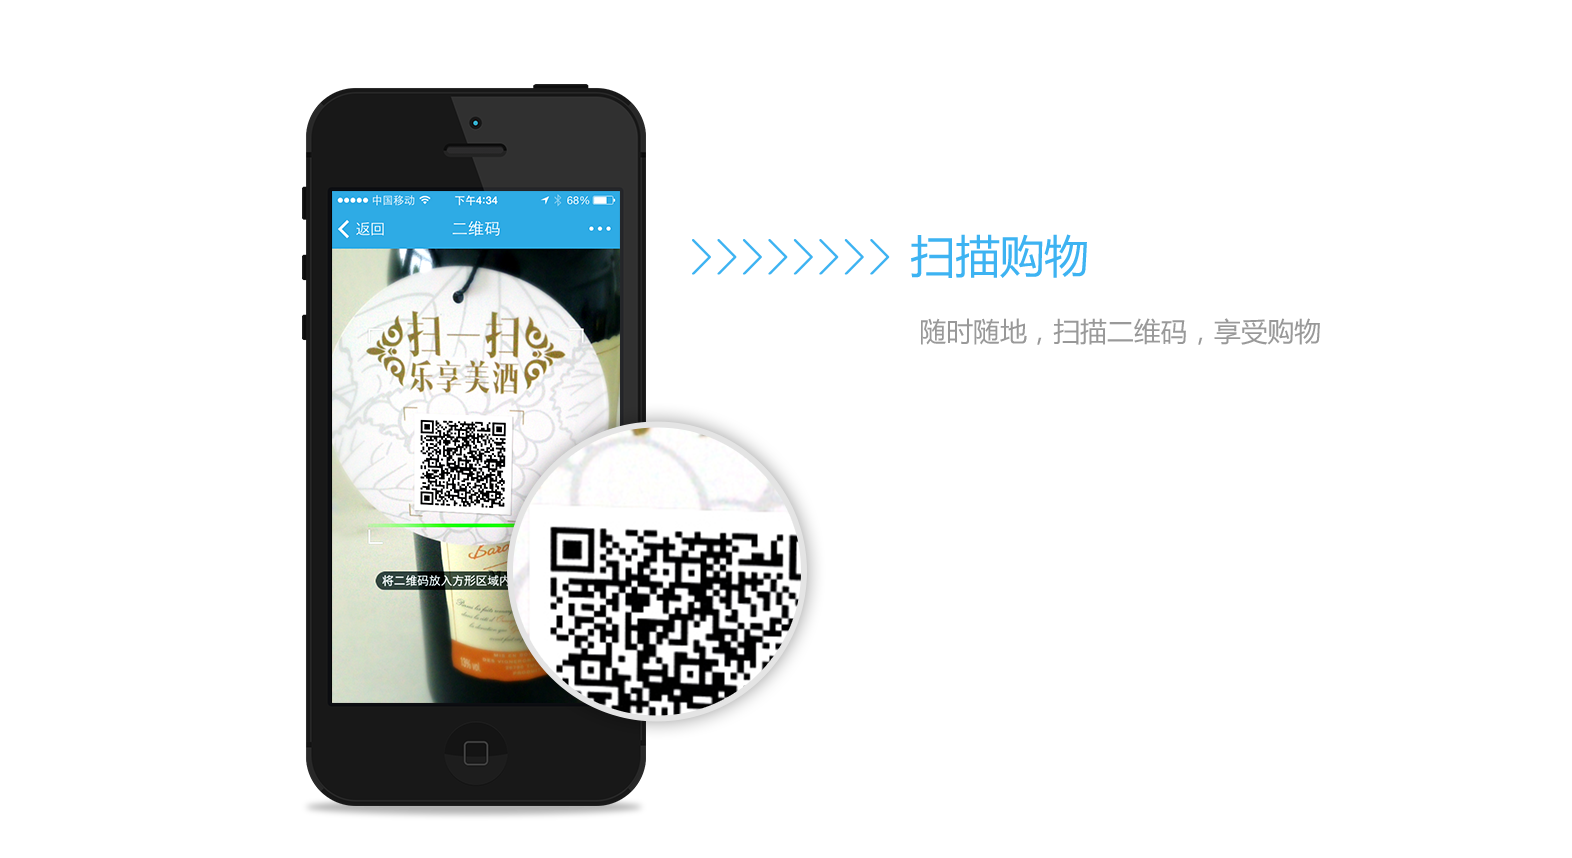 中国移动 下午4:34 68%
返回 二维码
扫一扫
乐享美酒
将二维码放入方形区域内
13% vol.
扫描购物
随时随地，扫描二维码，享受购物